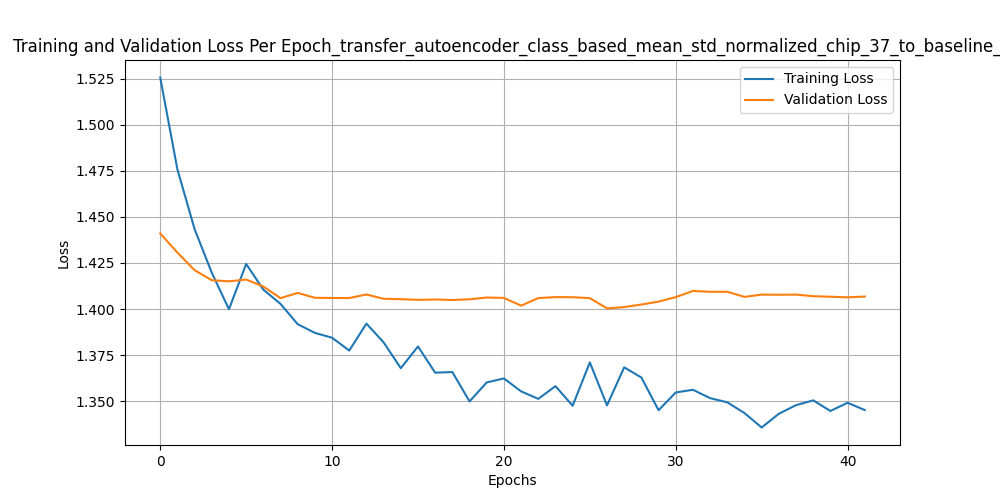 Training and Validation Loss Per Epoch_transfer_autoencoder_class_based_mean_std_normalized_chip_37_to_baseline_
Training Loss
Validation Loss
1.525
1.500
1.475
1.450
1.425
1.400
1.375
1.350
Loss
0 10 20 30 40
Epochs